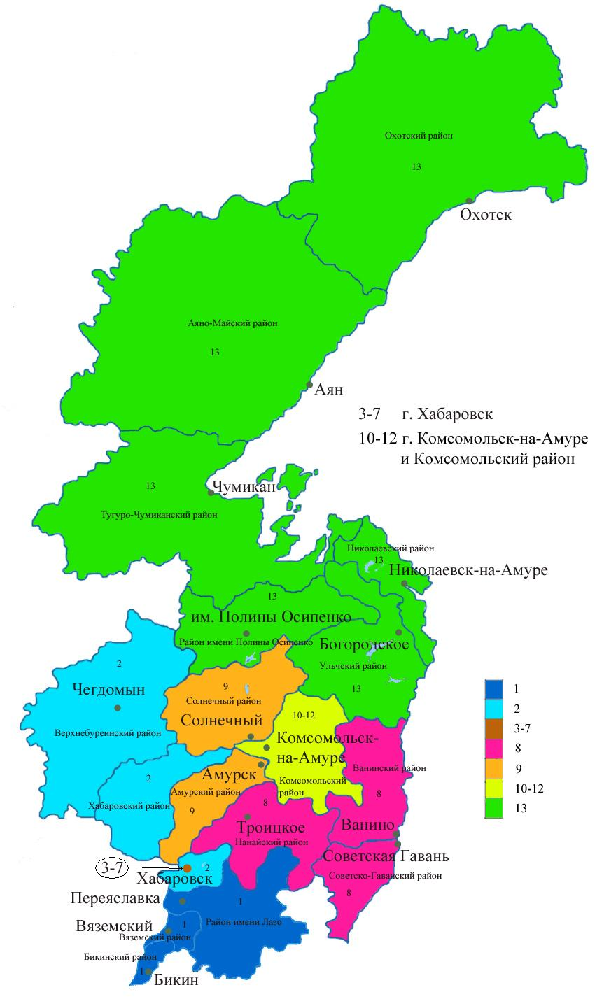 Охотский район
13
Охотск
Аяно-Майский район
13
Аян
3-7 г. Хабаровск
10-12 г. Комсомольск-на-Амуре
и Комсомольский район
13
Чумикан
Тугуро-Чумиканский район
Николаевский район
13
Николаевск-на-Амуре
13
им. Полины Осипенко
Район имени Полины Осипенко
Богородское
Ульчский район
13
2
Чегдомын
Верхнебуреинский район
9
Солнечный район
Солнечный
10-12
Комсомольск-
на-Амуре
Комсомольский
район
Ванинский район
8
Ванино
2
Хабаровский район
Амурск
Амурский район
9
8
Троицкое
Нанайский район
Советская Гавань
Советско-Гаванский район
8
3-7
2
Хабаровск
Переяславка
1
Район имени Лазо
Вяземский
1
Вяземский район
Бикинский район
1
Бикин
1
2
3-7
8
9
10-12
13